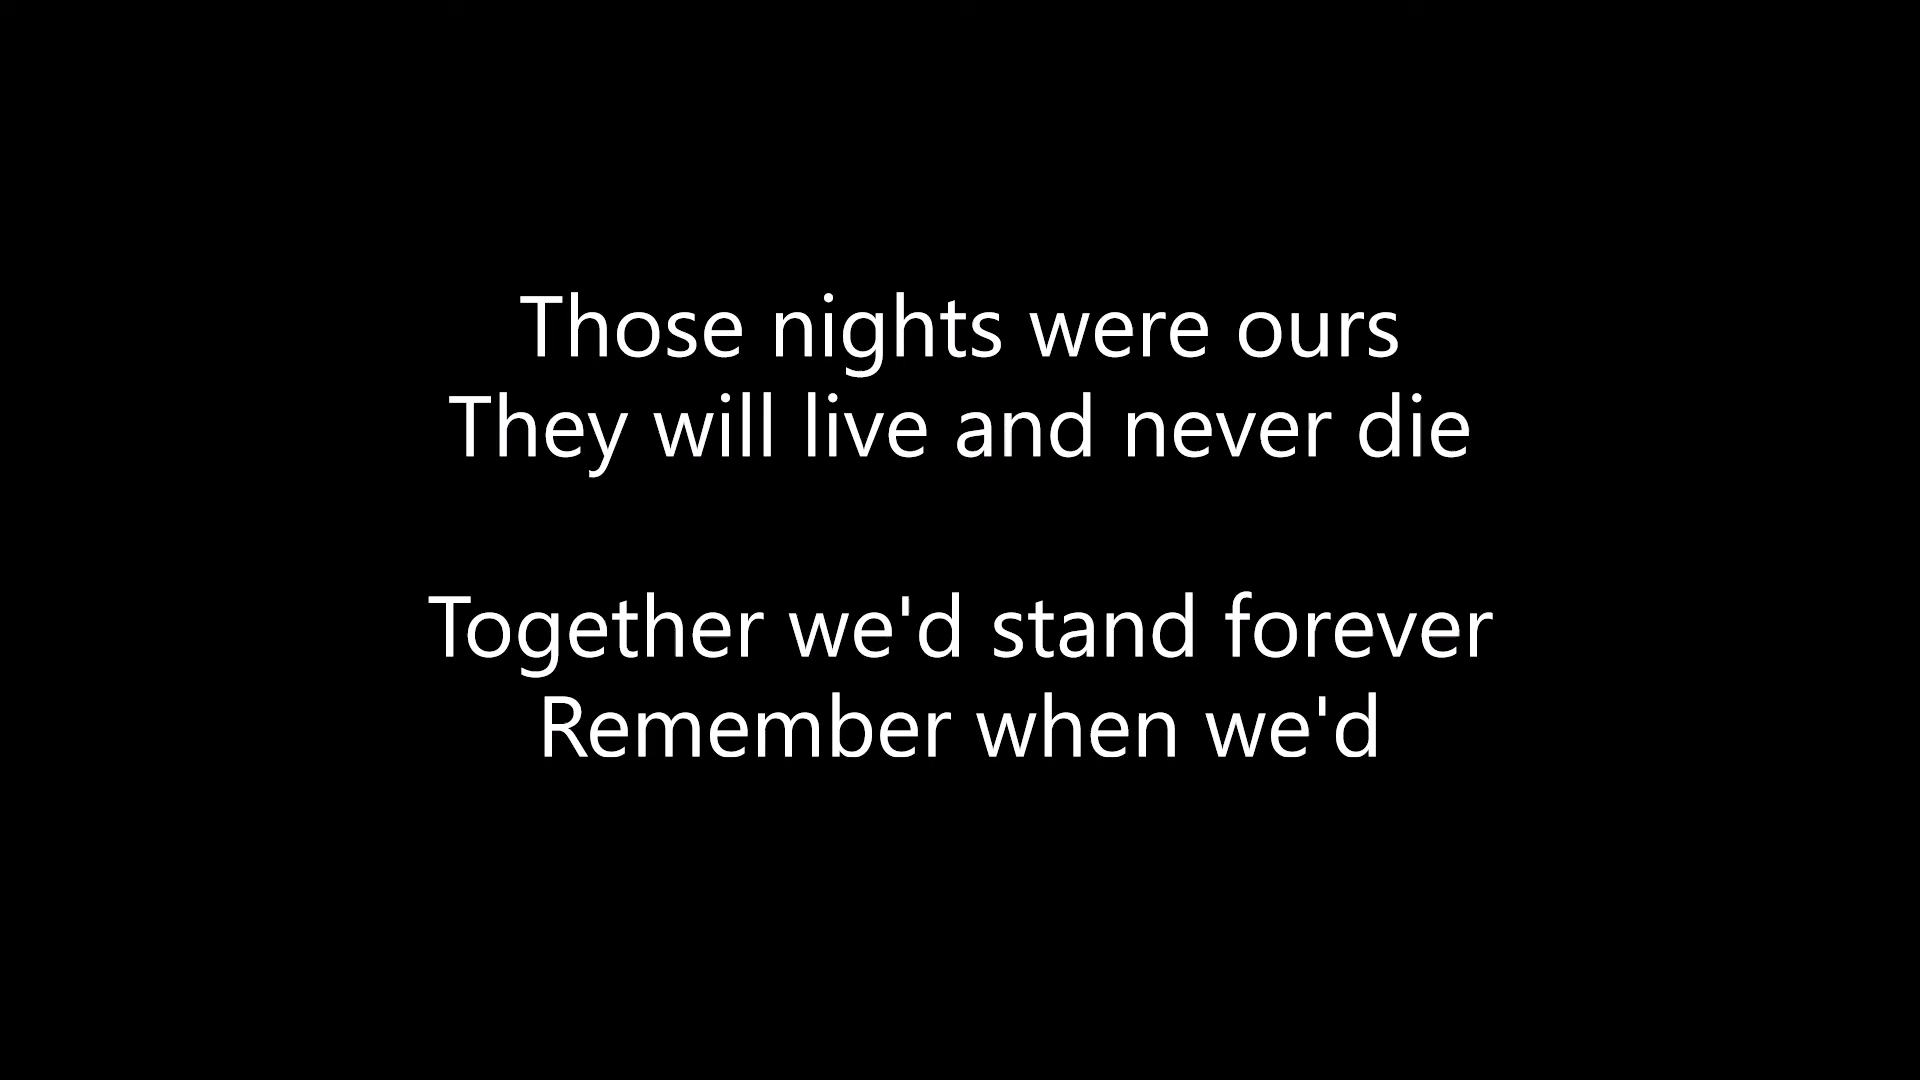 Those nights were ours
They will live and never die
Together we'd stand forever
Remember when we'd